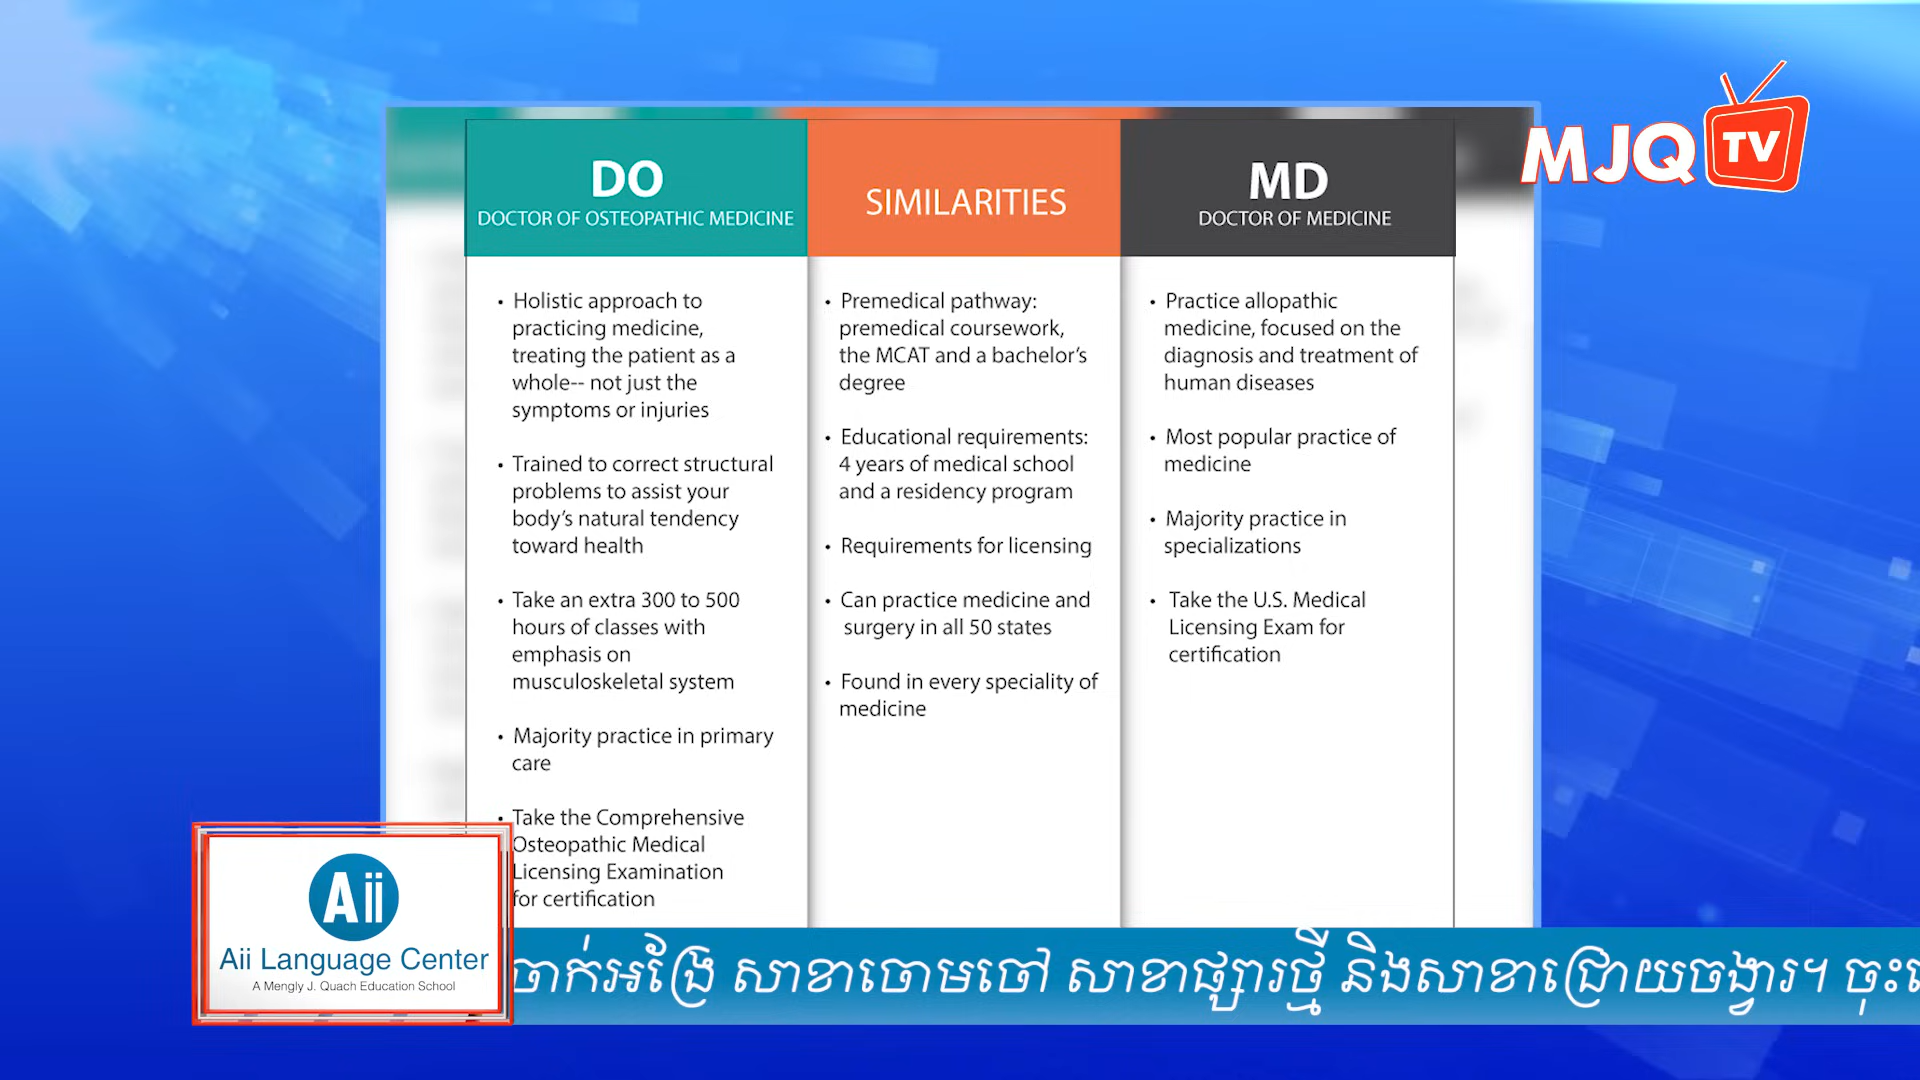 MJQ TV
DO
DOCTOR OF OSTEOPATHIC MEDICINE
• Holistic approach to
practicing medicine,
treating the patient as a
whole-- not just the
symptoms or injuries
• Trained to correct structural
problems to assist your
body's natural tendency
toward health
• Take an extra 300 to 500
hours of classes with
emphasis on
musculoskeletal system
• Majority practice in primary
care
• Take the Comprehensive
Osteopathic Medical
Licensing Examination
for certification
SIMILARITIES
• Premedical pathway:
premedical coursework,
the MCAT and a bachelor's
degree
• Educational requirements:
4 years of medical school
and a residency program
• Requirements for licensing
• Can practice medicine and
surgery in all 50 states
• Found in every speciality of
medicine
MD
DOCTOR OF MEDICINE
• Practice allopathic
medicine, focused on the
diagnosis and treatment of
human diseases
• Most popular practice of
medicine
• Majority practice in
specializations
• Take the U.S. Medical
Licensing Exam for
certification
Aii
Aii Language Center
A Mengly J. Quach Education School
ចាក់អង្រែ សាខាចោមចៅ សាខាផ្សារថ្មី និងសាខាជ្រោយចង្វារ។ ចុះ